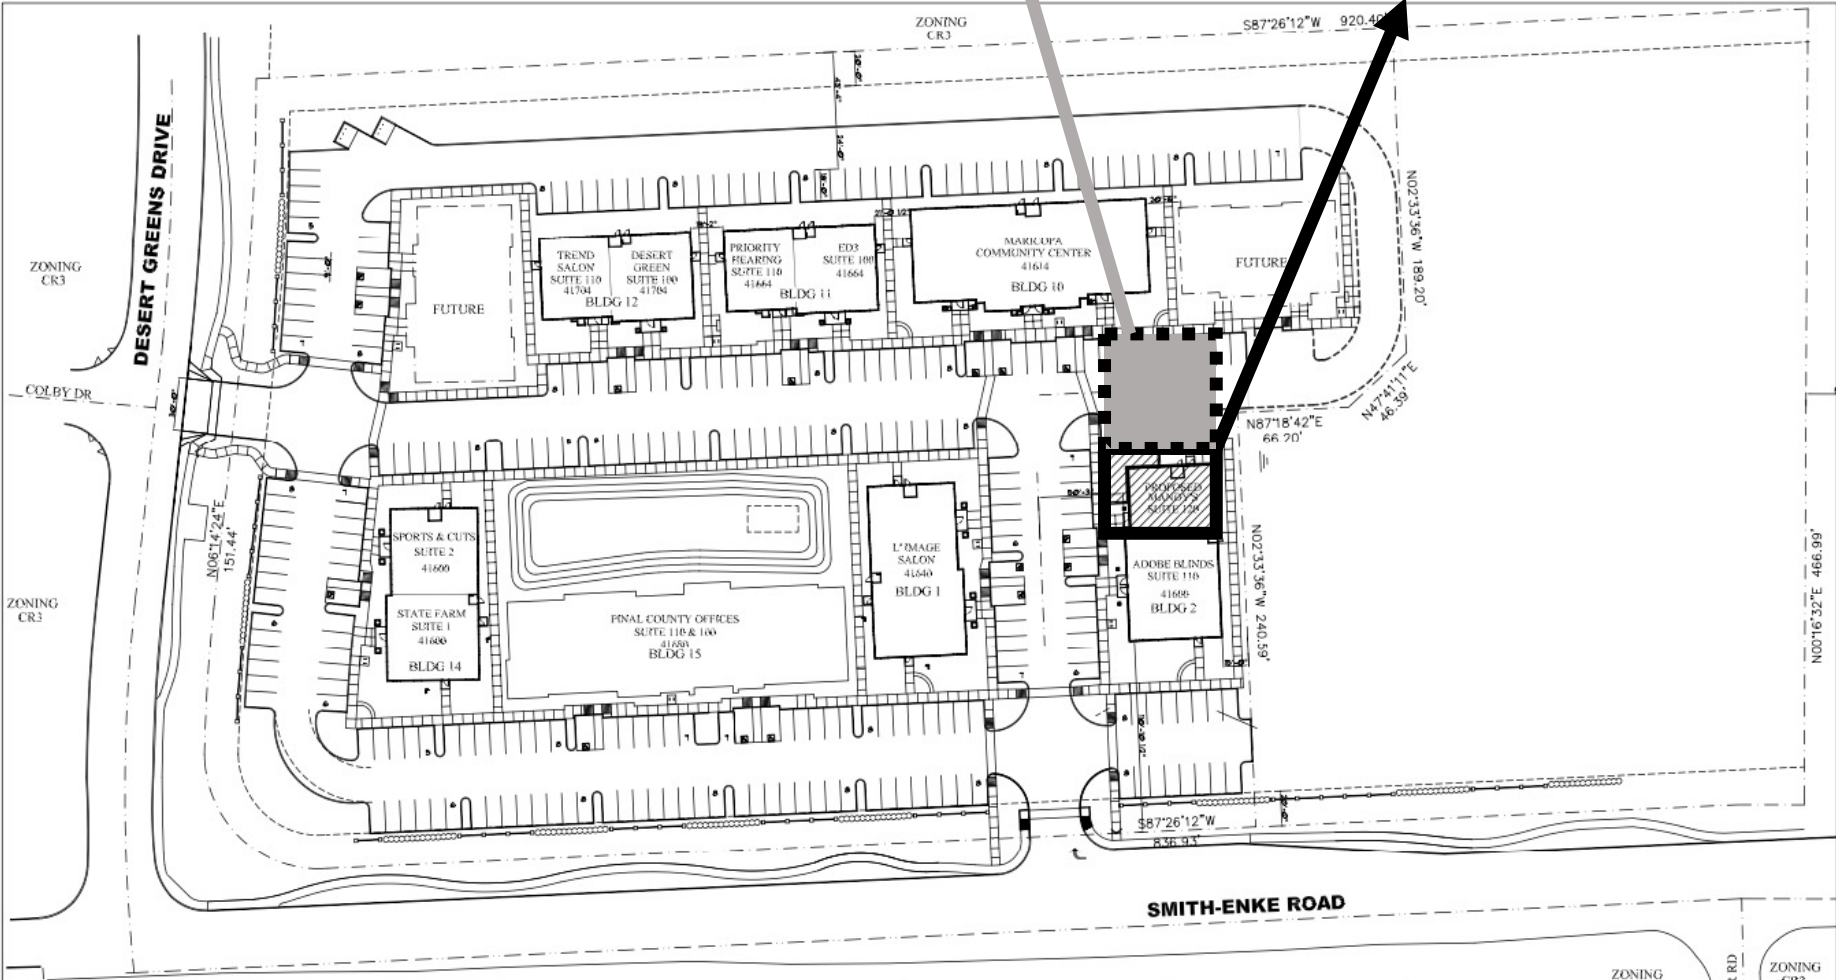 ZONING
CR3
S87°26'12"W 920.40'
DESERT GREENS DRIVE
ZONING
CR3
COLBY DR
ZONING
CR3
N06°14'24"E
151.44'
FUTURE
TREND
SALON
SUITE 110
41704
DESERT
GREEN
SUITE 100
41704
BLDG 12
PRIORITY
HEARING
SUITE 110
41664
ED3
SUITE 100
41664
BLDG 11
MARICOPA
COMMUNITY CENTER
41614
BLDG 10
FUTURE
N02°33'36"W 189.20'
N47°41'11"E
46.39'
N87°18'42"E
66.20'
PROPOSED
MANDY'S
SUITE 120
ADOBE BLINDS
SUITE 110
41600
BLDG 2
N02°33'36"W 240.59'
N00°16'32"E 466.99'
SPORTS & CUTS
SUITE 2
41600
STATE FARM
SUITE 1
41600
BLDG 14
PINAL COUNTY OFFICES
SUITE 110 & 100
BLDG 15
L'IMAGE
SALON
41640
BLDG 1
S87°26'12"W
836.93'
SMITH-ENKE ROAD
ZONING
RD
ZONING